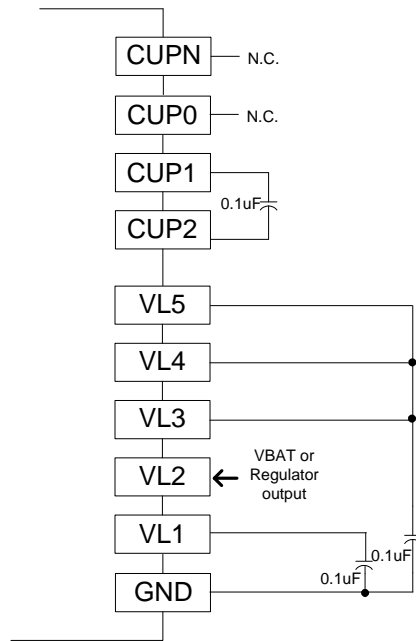 CUPN
N.C.
CUP0
N.C.
CUP1
0.1uF
CUP2
VL5
VL4
VL3
VL2
VBAT or
Regulator
output
VL1
0.1uF
0.1uF
GND